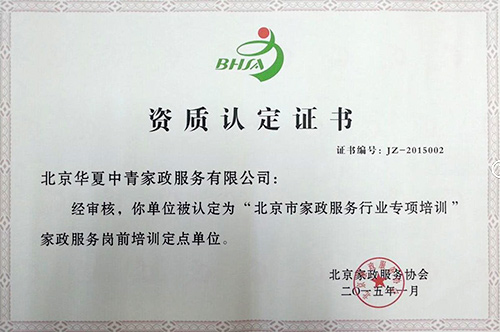 BHSA
资质认定证书
证书编号：JZ-2015002
北京华夏中青家政服务有限公司：
经审核，你单位被认定为“北京市家政服务行业专项培训”
家政服务岗前培训定点单位。
北京家政服务协会
二〇一五年一月